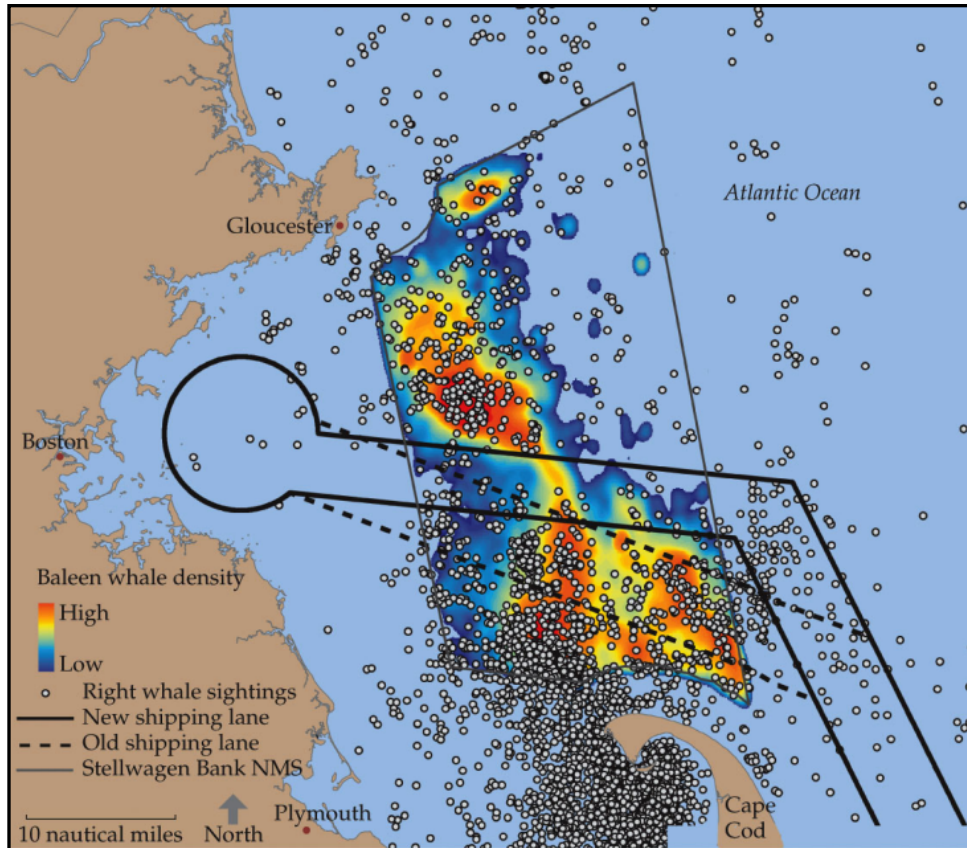 Atlantic Ocean
Gloucester
Boston
Baleen whale density
High
Low
Right whale sightings
New shipping lane
Old shipping lane
Stellwagen Bank NMS
10 nautical miles
North
Plymouth
Cape
Cod